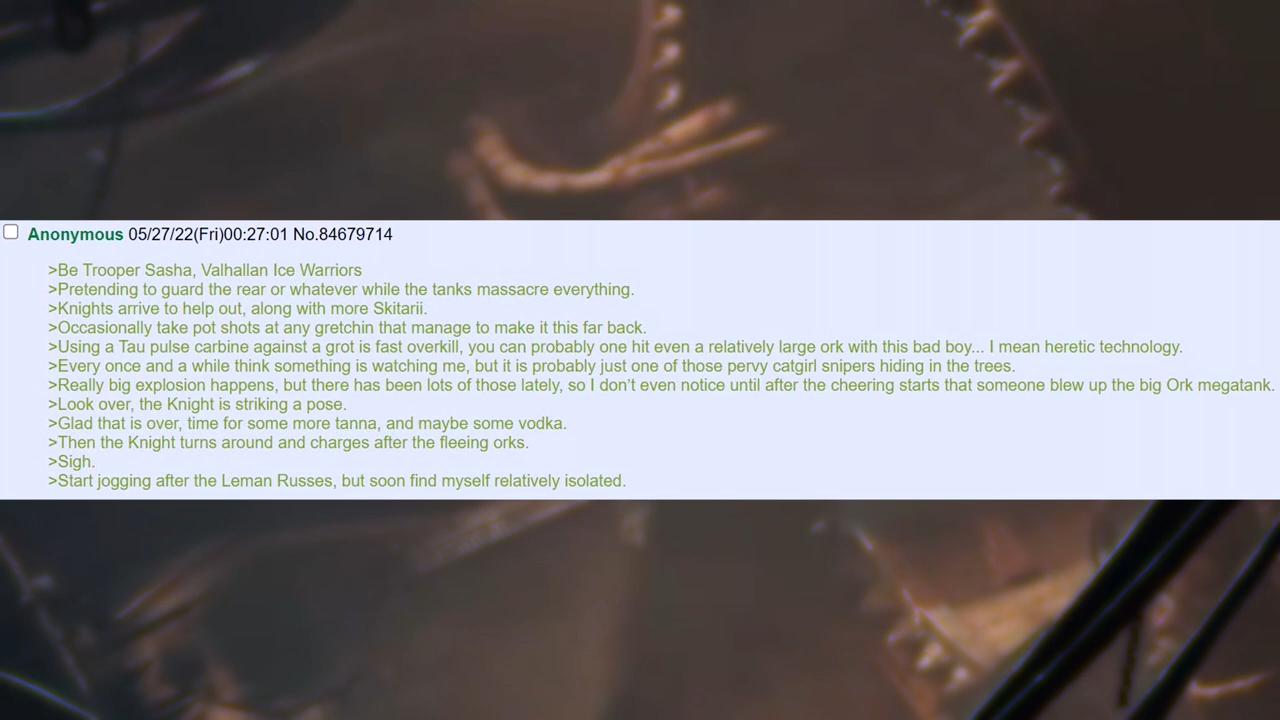 Anonymous 05/27/22(Fri)00:27:01 No.84679714
>Be Trooper Sasha, Valhallan Ice Warriors
>Pretending to guard the rear or whatever while the tanks massacre everything.
>Knights arrive to help out, along with more Skitarii.
>Occasionally take pot shots at any gretchin that manage to make it this far back.
>Using a Tau pulse carbine against a grot is fast overkill, you can probably one hit even a relatively large ork with this bad boy... I mean heretic technology.
>Every once and a while think something is watching me, but it is probably just one of those pervy catgirl snipers hiding in the trees.
>Really big explosion happens, but there has been lots of those lately, so I don’t even notice until after the cheering starts that someone blew up the big Ork megatank.
>Look over, the Knight is striking a pose.
>Glad that is over, time for some more tanna, and maybe some vodka.
>Then the Knight turns around and charges after the fleeing orks.
>Sigh.
>Start jogging after the Leman Russes, but soon find myself relatively isolated.